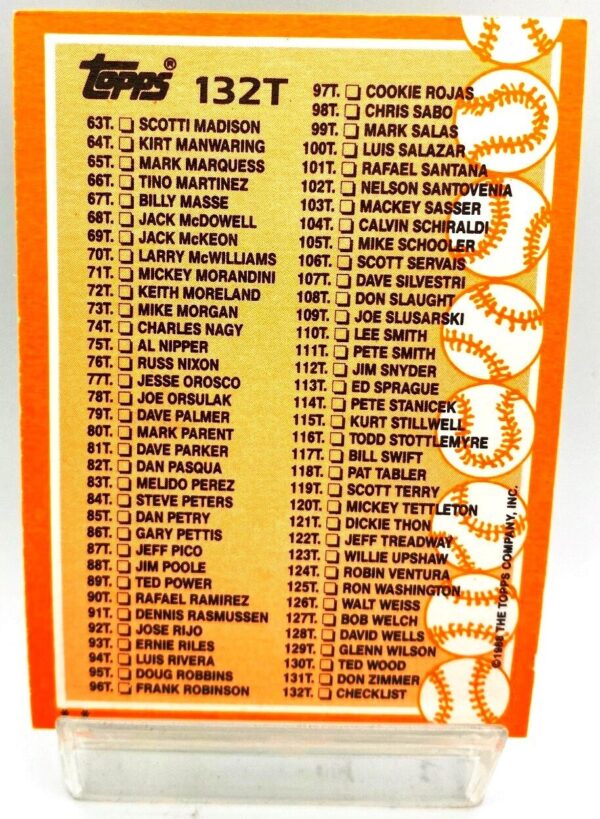 Topps® 132T
63T. SCOTTI MADISON
64T. KIRT MANWARING
65T. MARK MARQUESS
66T. TINO MARTINEZ
67T. BILLY MASSE
68T. JACK McDOWELL
69T. JACK McKEON
70T. LARRY McWILLIAMS
71T. MICKEY MORANDINI
72T. KEITH MORELAND
73T. MIKE MORGAN
74T. CHARLES NAGY
75T. AL NIPPER
76T. RUSS NIXON
77T. JESSE OROSCO
78T. JOE ORSULAK
79T. DAVE PALMER
80T. MARK PARENT
81T. DAVE PARKER
82T. DAN PASQUA
83T. MELIDO PEREZ
84T. STEVE PETERS
85T. DAN PETRY
86T. GARY PETTIS
87T. JEFF PICO
88T. JIM POOLE
89T. TED POWER
90T. RAFAEL RAMIREZ
91T. DENNIS RASMUSSEN
92T. JOSE RIJO
93T. ERNIE RILES
94T. LUIS RIVERA
95T. DOUG ROBBINS
96T. FRANK ROBINSON
97T. COOKIE ROJAS
98T. CHRIS SABO
99T. MARK SALAS
100T. LUIS SALAZAR
101T. RAFAEL SANTANA
102T. NELSON SANTOVENIA
103T. MACKEY SASSER
104T. CALVIN SCHIRALDI
105T. MIKE SCHOOLER
106T. SCOTT SERVAIS
107T. DAVE SILVESTRI
108T. DON SLAUGHT
109T. JOE SLUSARSKI
110T. LEE SMITH
111T. PETE SMITH
112T. JIM SNYDER
113T. ED SPRAGUE
114T. PETE STANICEK
115T. KURT STILLWELL
116T. TODD STOTTLEMYRE
117T. BILL SWIFT
118T. PAT TABLER
119T. SCOTT TERRY
120T. MICKEY TETTLETON
121T. DICKIE THON
122T. JEFF TREADWAY
123T. WILLIE UPSHAW
124T. ROBIN VENTURA
125T. RON WASHINGTON
126T. WALT WEISS
127T. BOB WELCH
128T. DAVID WELLS
129T. GLENN WILSON
130T. TED WOOD
131T. DON ZIMMER
132T. CHECKLIST
©1988 THE TOPPS COMPANY, INC.
* *